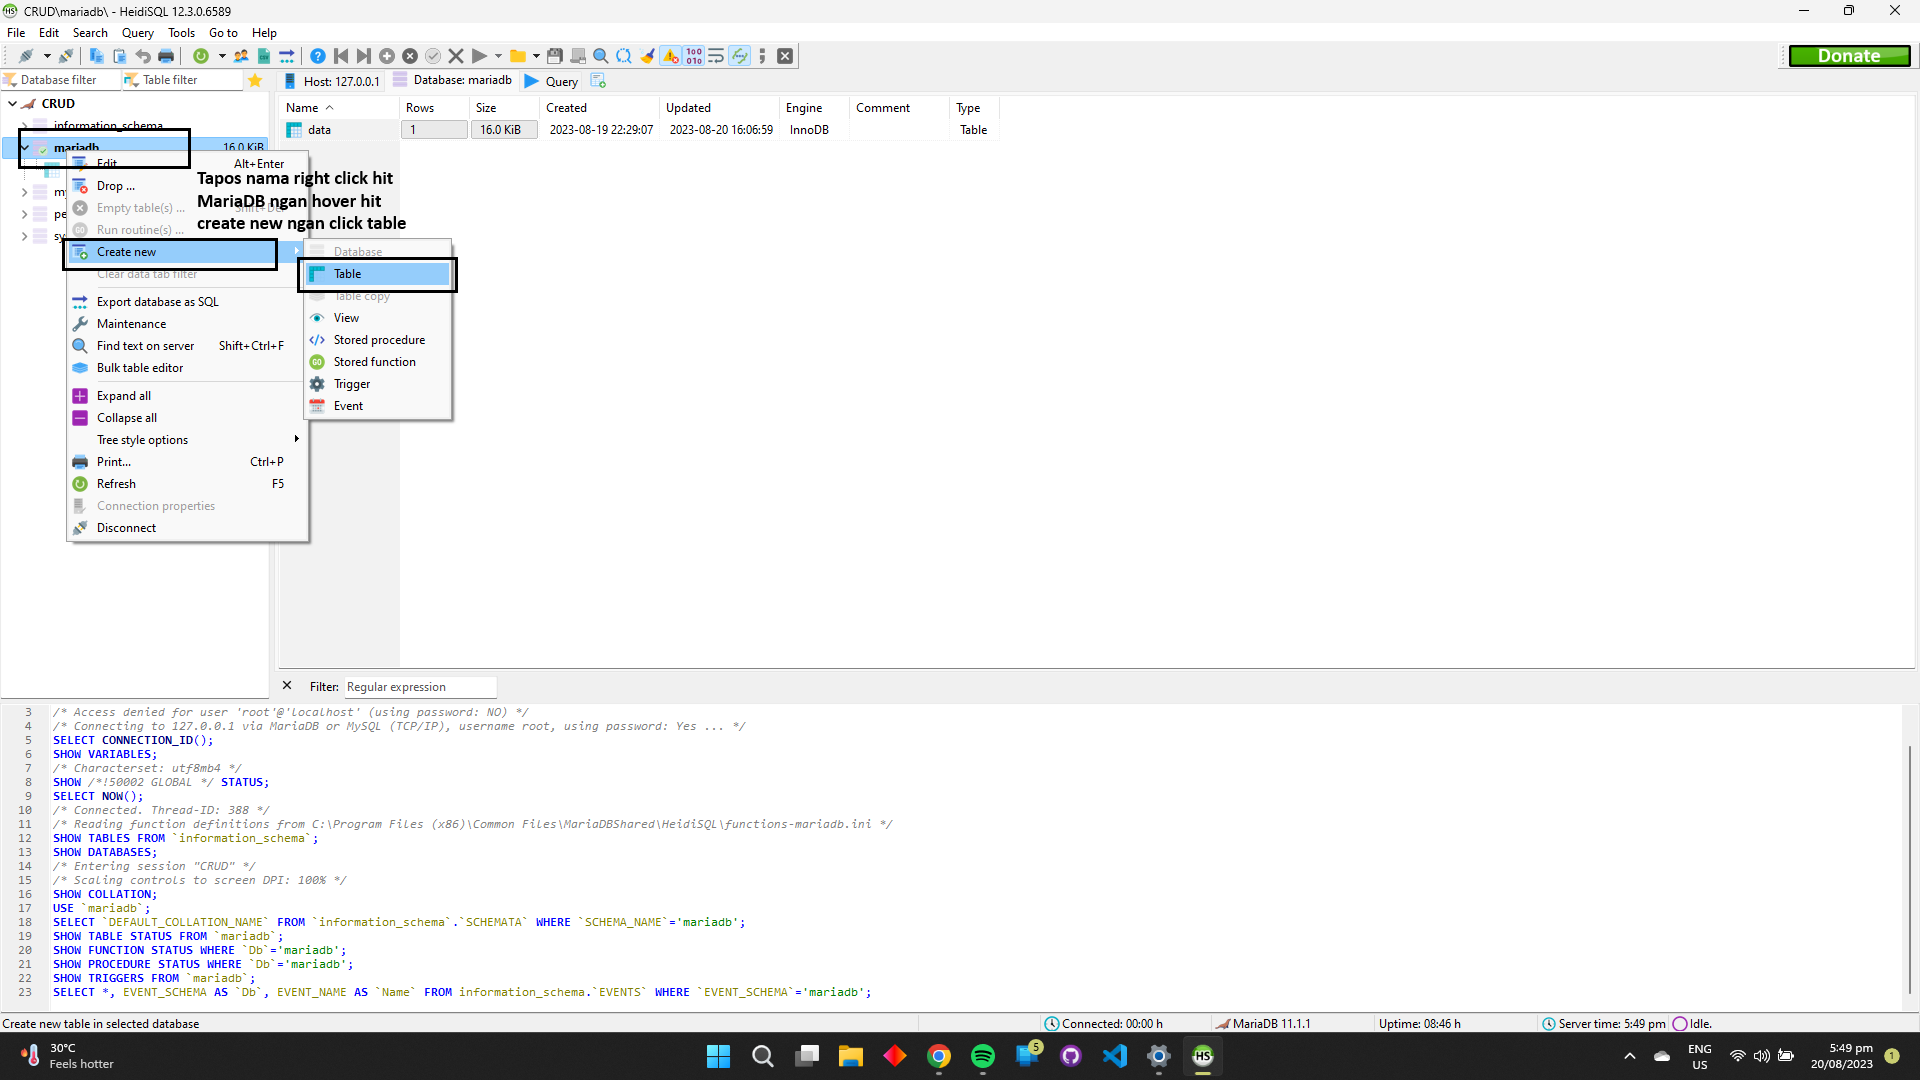 CRUD\mariadb\ - HeidiSQL 12.3.0.6589
File Edit Search Query Tools Go to Help
Donate
Database filter Table filter
Host: 127.0.0.1 Database: mariadb Query
CRUD
information_schema
mariadb 16.0 KiB
Name Rows Size Created Updated Engine Comment Type
data 1 16.0 KiB 2023-08-19 22:29:07 2023-08-20 16:06:59 InnoDB Table
Edit Alt+Enter
Drop ...
Empty table(s) ...
Run routine(s) ...
Create new
Clear data tab filter
Export database as SQL
Maintenance
Find text on server Shift+Ctrl+F
Bulk table editor
Expand all
Collapse all
Tree style options
Print... Ctrl+P
Refresh F5
Connection properties
Disconnect
Tapos nama right click hit
MariaDB ngan hover hit
create new ngan click table
Database
Table
Table copy
View
Stored procedure
Stored function
Trigger
Event
Filter: Regular expression
3 /* Access denied for user 'root'@'localhost' (using password: NO) */
4 /* Connecting to 127.0.0.1 via MariaDB or MySQL (TCP/IP), username root, using password: Yes ... */
5 SELECT CONNECTION_ID();
6 SHOW VARIABLES;
7 /* Characterset: utf8mb4 */
8 SHOW /*!50002 GLOBAL */ STATUS;
9 SELECT NOW();
10 /* Connected. Thread-ID: 388 */
11 /* Reading function definitions from C:\Program Files (x86)\Common Files\MariaDBShared\HeidiSQL\functions-mariadb.ini */
12 SHOW TABLES FROM `information_schema`;
13 SHOW DATABASES;
14 /* Entering session "CRUD" */
15 /* Scaling controls to screen DPI: 100% */
16 SHOW COLLATION;
17 USE `mariadb`;
18 SELECT `DEFAULT_COLLATION_NAME` FROM `information_schema`.`SCHEMATA` WHERE `SCHEMA_NAME`='mariadb';
19 SHOW TABLE STATUS FROM `mariadb`;
20 SHOW FUNCTION STATUS WHERE `Db`='mariadb';
21 SHOW PROCEDURE STATUS WHERE `Db`='mariadb';
22 SHOW TRIGGERS FROM `mariadb`;
23 SELECT *, EVENT_SCHEMA AS `Db`, EVENT_NAME AS `Name` FROM information_schema.`EVENTS` WHERE `EVENT_SCHEMA`='mariadb';
Create new table in selected database Connected: 00:00 h MariaDB 11.1.1 Uptime: 08:46 h Server time: 5:49 pm Idle.
30°C
Feels hotter
5
HS
ENG
US
5:49 pm
20/08/2023
1